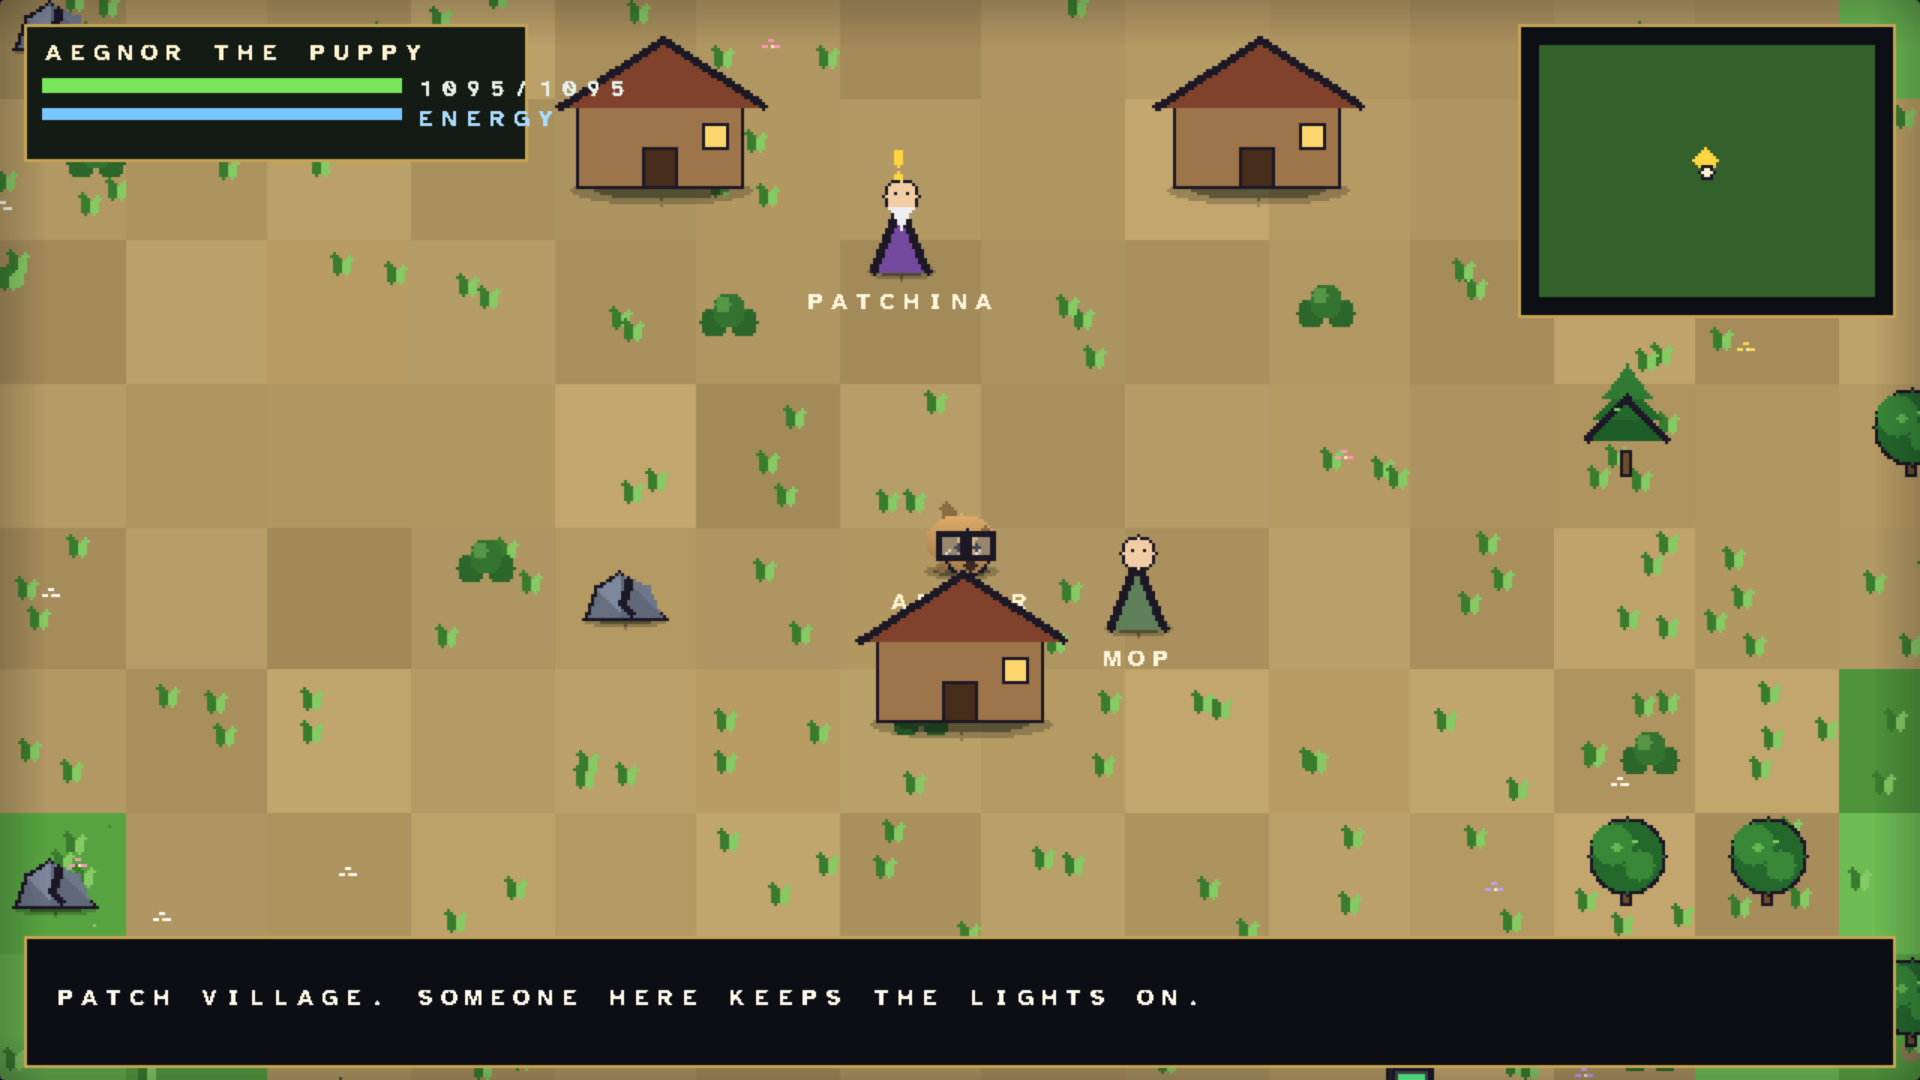 AEGNOR THE PUPPY
1095/1095
ENERGY
PATCHINA
MOP
PATCH VILLAGE. SOMEONE HERE KEEPS THE LIGHTS ON.